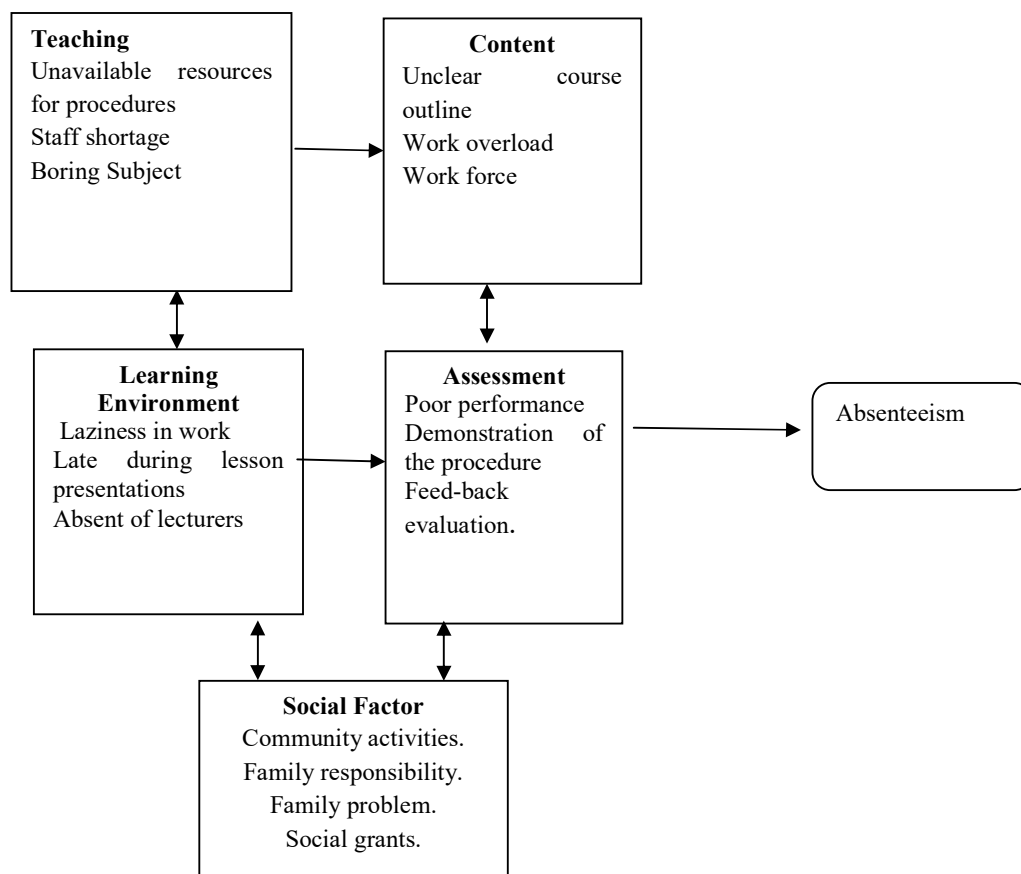 Teaching
Unavailable resources
for procedures
Staff shortage
Boring Subject
Content
Unclear course
outline
Work overload
Work force
Learning
Environment
Laziness in work
Late during lesson
presentations
Absent of lecturers
Assessment
Poor performance
Demonstration of
the procedure
Feed-back
evaluation.
Absenteeism
Social Factor
Community activities.
Family responsibility.
Family problem.
Social grants.